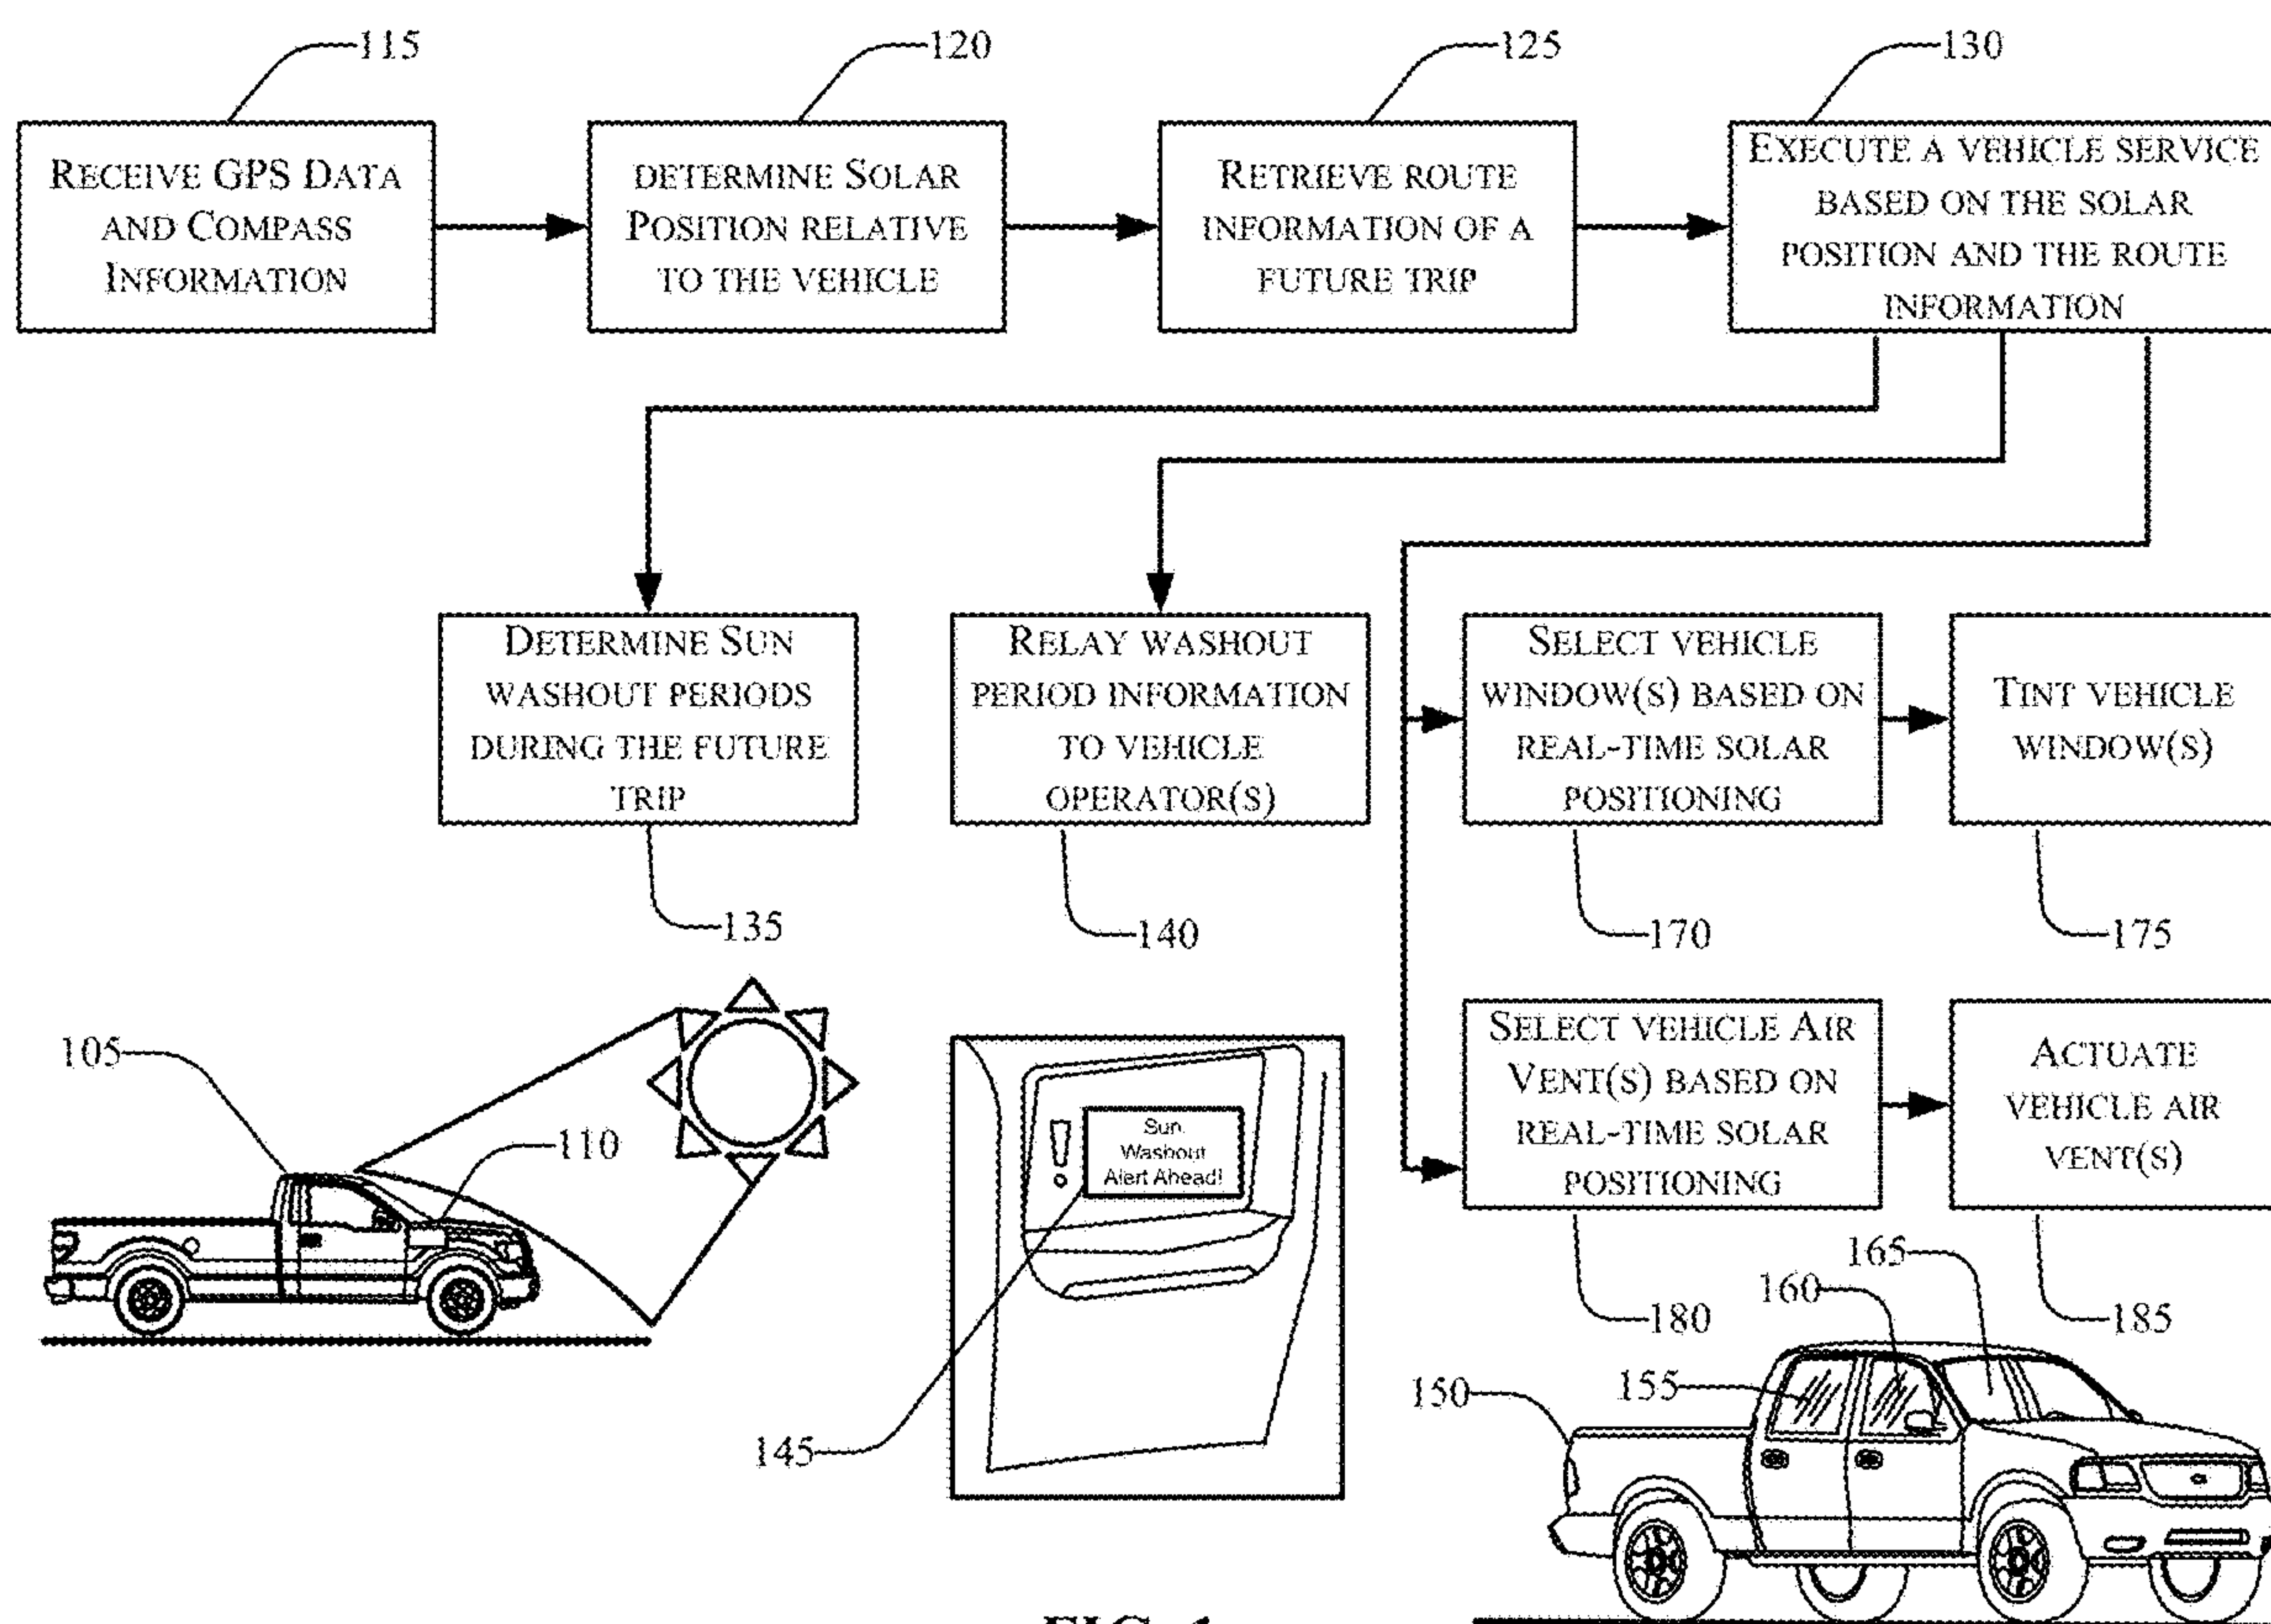 115
120
125
130
RECEIVE GPS DATA
AND COMPASS
INFORMATION
DETERMINE SOLAR
POSITION RELATIVE
TO THE VEHICLE
RETRIEVE ROUTE
INFORMATION OF A
FUTURE TRIP
EXECUTE A VEHICLE SERVICE
BASED ON THE SOLAR
POSITION AND THE ROUTE
INFORMATION
DETERMINE SUN
WASHOUT PERIODS
DURING THE FUTURE
TRIP
RELAY WASHOUT
PERIOD INFORMATION
TO VEHICLE
OPERATOR(S)
SELECT VEHICLE
WINDOW(S) BASED ON
REAL-TIME SOLAR
POSITIONING
TINT VEHICLE
WINDOW(S)
135
140
170
175
105
110
!
Sun
Washout
Alert Ahead!
145
SELECT VEHICLE AIR
VENT(S) BASED ON
REAL-TIME SOLAR
POSITIONING
ACTUATE
VEHICLE AIR
VENT(S)
180
185
165
160
155
150